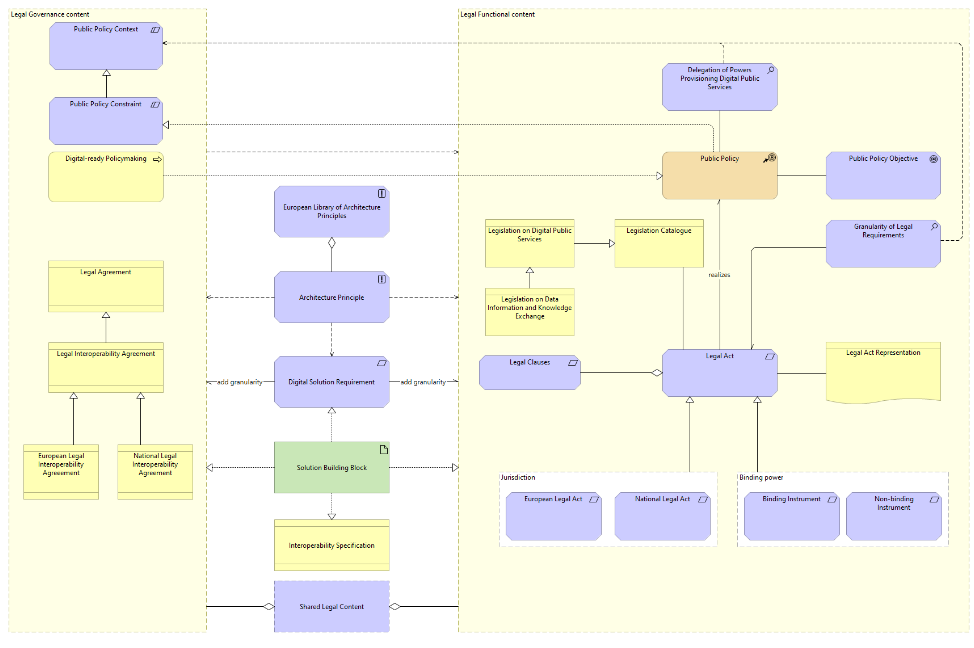 Legal Governance content
Public Policy Context
Public Policy Constraint
Digital-ready Policymaking
Legal Agreement
Legal Interoperability Agreement
European Legal
Interoperability
Agreement
National Legal
Interoperability
Agreement
European Library of Architecture
Principles
Architecture Principle
Digital Solution Requirement
add granularity
add granularity
Solution Building Block
Interoperability Specification
Shared Legal Content
Legal Functional content
Delegation of Powers
Provisioning Digital Public
Services
Public Policy
Public Policy Objective
Granularity of Legal
Requirements
Legislation on Digital Public
Services
Legislation Catalogue
Legislation on Data
Information and Knowledge
Exchange
realizes
Legal Clauses
Legal Act
Legal Act Representation
Jurisdiction
European Legal Act
National Legal Act
Binding power
Binding Instrument
Non-binding
Instrument